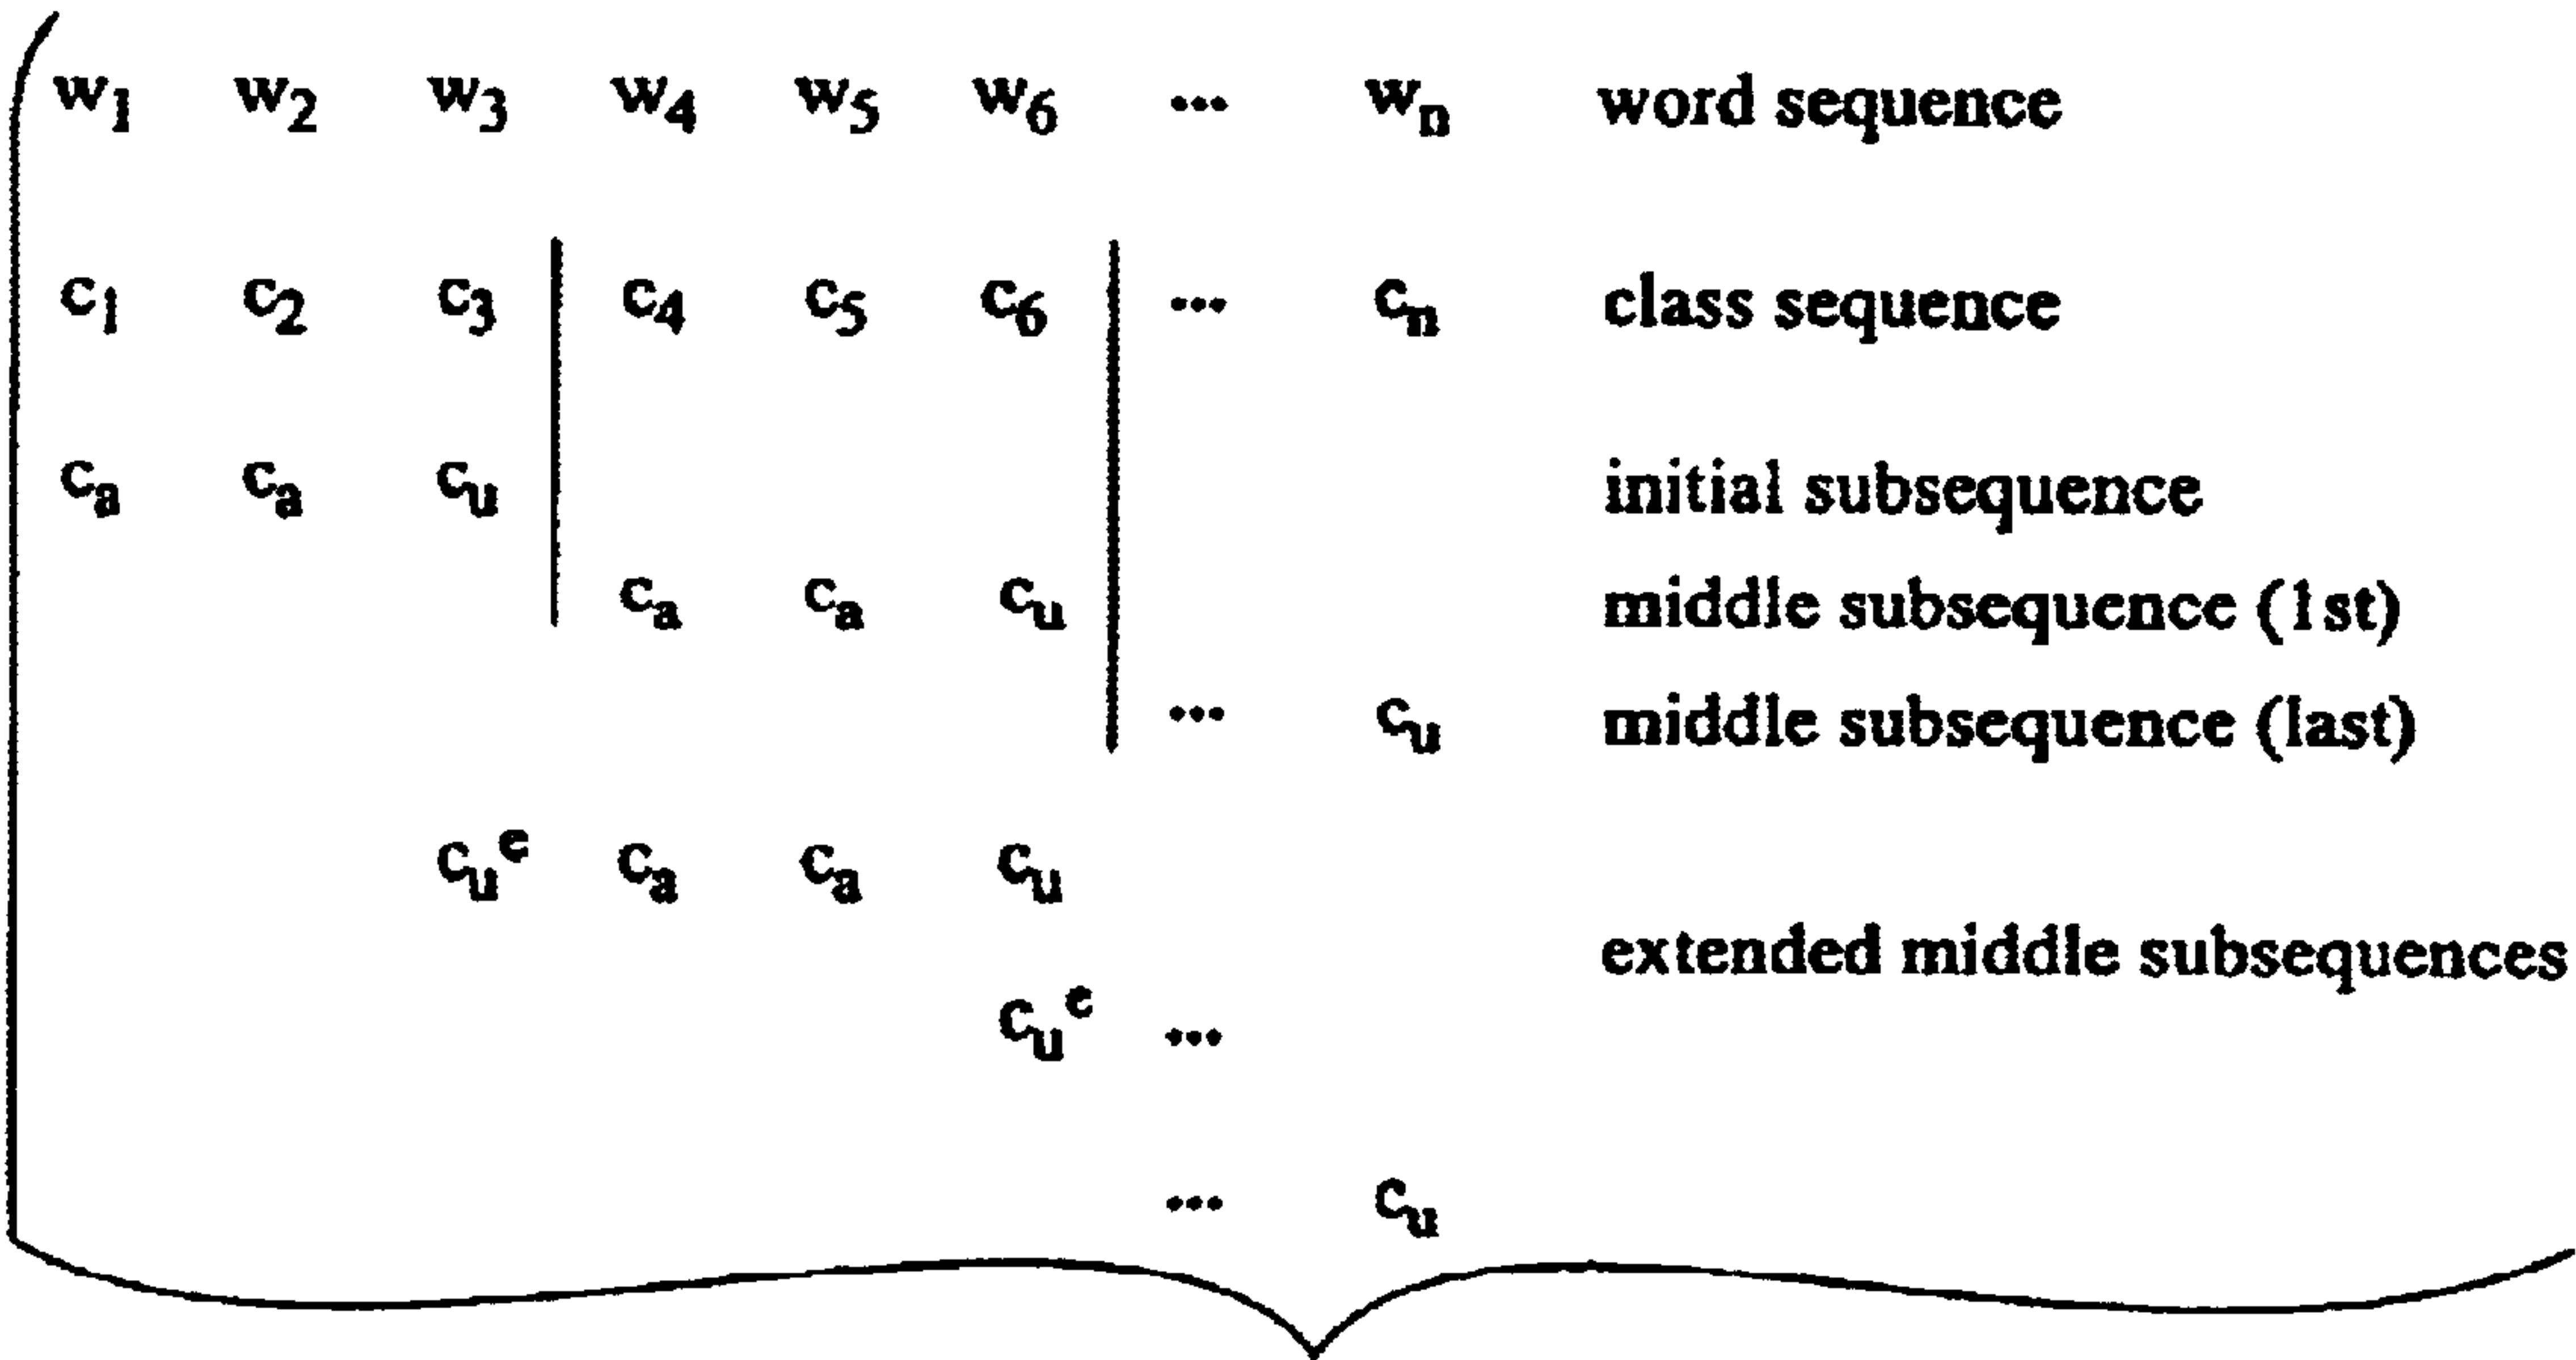 w₁ w₂ w₃ w₄ w₅ w₆ ... wₙ word sequence
c₁ c₂ c₃ c₄ c₅ c₆ ... cₙ class sequence
cₐ cₐ cᵤ initial subsequence
cₐ cₐ cᵤ middle subsequence (1st)
... cᵤ middle subsequence (last)
cᵤᵉ cₐ cₐ cᵤ
extended middle subsequences
cᵤᵉ ...
... cᵤ